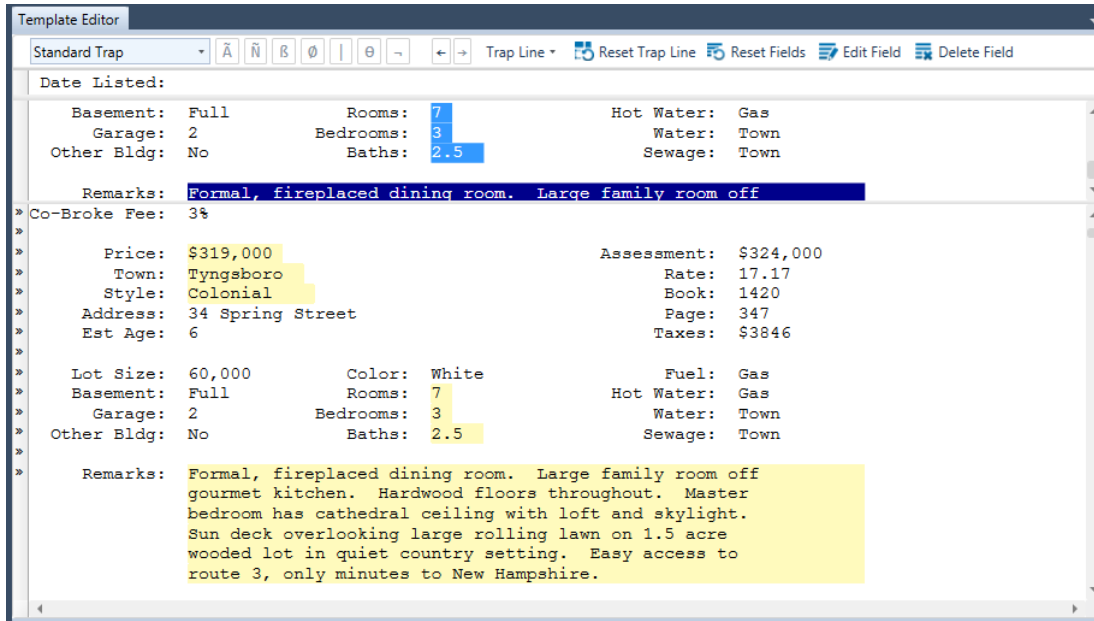 Template Editor
Standard Trap Ã Ñ ß Ø | θ ¬ ← → Trap Line Reset Trap Line Reset Fields Edit Field Delete Field
Date Listed:
Basement: Full Rooms: 7 Hot Water: Gas
Garage: 2 Bedrooms: 3 Water: Town
Other Bldg: No Baths: 2.5 Sewage: Town
Remarks: Formal, fireplaced dining room. Large family room off
» Co-Broke Fee: 3%
»
» Price: $319,000 Assessment: $324,000
» Town: Tyngsboro Rate: 17.17
» Style: Colonial Book: 1420
» Address: 34 Spring Street Page: 347
» Est Age: 6 Taxes: $3846
»
» Lot Size: 60,000 Color: White Fuel: Gas
» Basement: Full Rooms: 7 Hot Water: Gas
» Garage: 2 Bedrooms: 3 Water: Town
» Other Bldg: No Baths: 2.5 Sewage: Town
»
» Remarks: Formal, fireplaced dining room. Large family room off
gourmet kitchen. Hardwood floors throughout. Master
bedroom has cathedral ceiling with loft and skylight.
Sun deck overlooking large rolling lawn on 1.5 acre
wooded lot in quiet country setting. Easy access to
route 3, only minutes to New Hampshire.